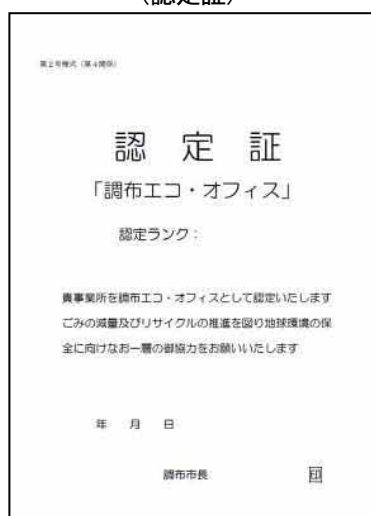 （認定証）
第２号様式（第４関係）
認 定 証
「調布エコ・オフィス」
認定ランク：
貴事業所を調布エコ・オフィスとして認定いたします
ごみの減量及びリサイクルの推進を図り地球環境の保
全に向けなお一層の御協力をお願いいたします
年 月 日
調布市長 印